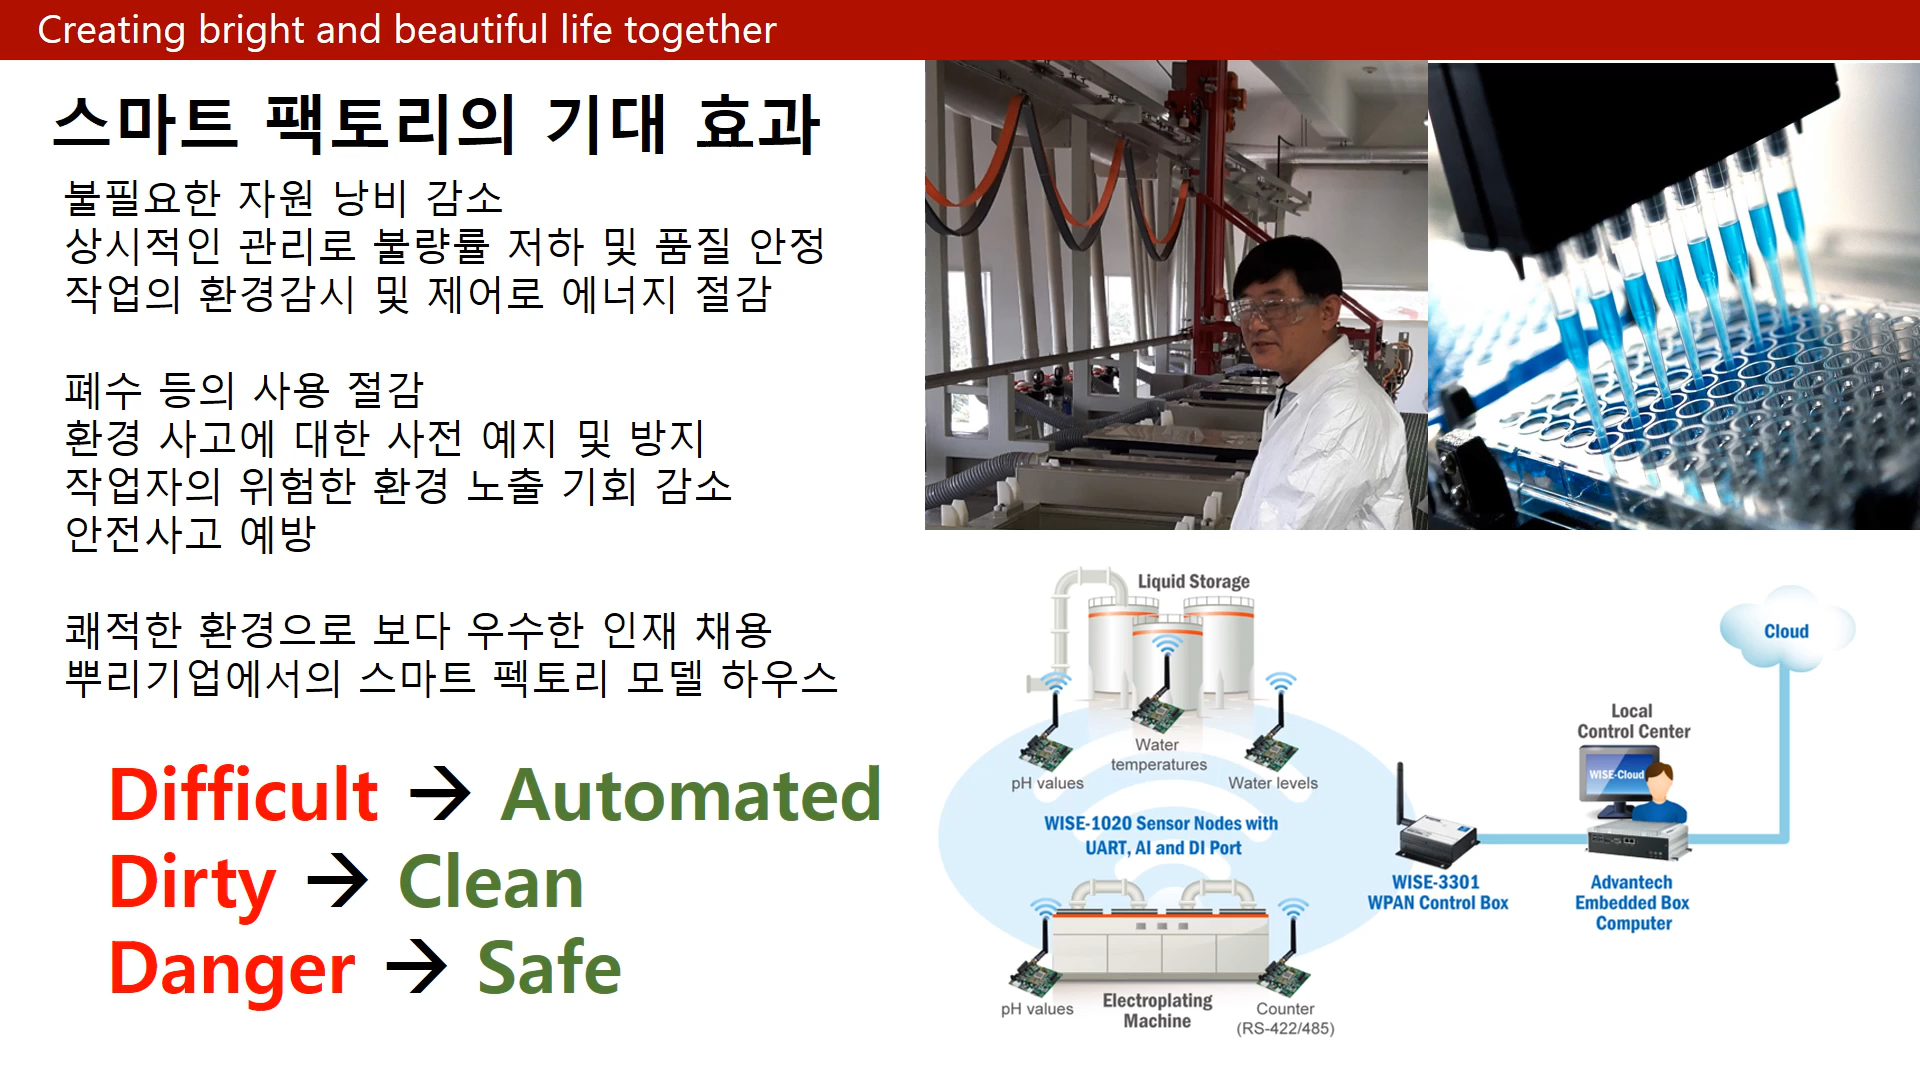 Creating bright and beautiful life together
스마트 팩토리의 기대 효과
불필요한 자원 낭비 감소
상시적인 관리로 불량률 저하 및 품질 안정
작업의 환경감시 및 제어로 에너지 절감
폐수 등의 사용 절감
환경 사고에 대한 사전 예지 및 방지
작업자의 위험한 환경 노출 기회 감소
안전사고 예방
쾌적한 환경으로 보다 우수한 인재 채용
뿌리기업에서의 스마트 펙토리 모델 하우스
Difficult → Automated
Dirty → Clean
Danger → Safe
Liquid Storage
Water
temperatures
pH values
Water levels
WISE-1020 Sensor Nodes with
UART, AI and DI Port
pH values
Electroplating
Machine
Counter
(RS-422/485)
WISE-3301
WPAN Control Box
Local
Control Center
WISE-Cloud
Advantech
Embedded Box
Computer
Cloud